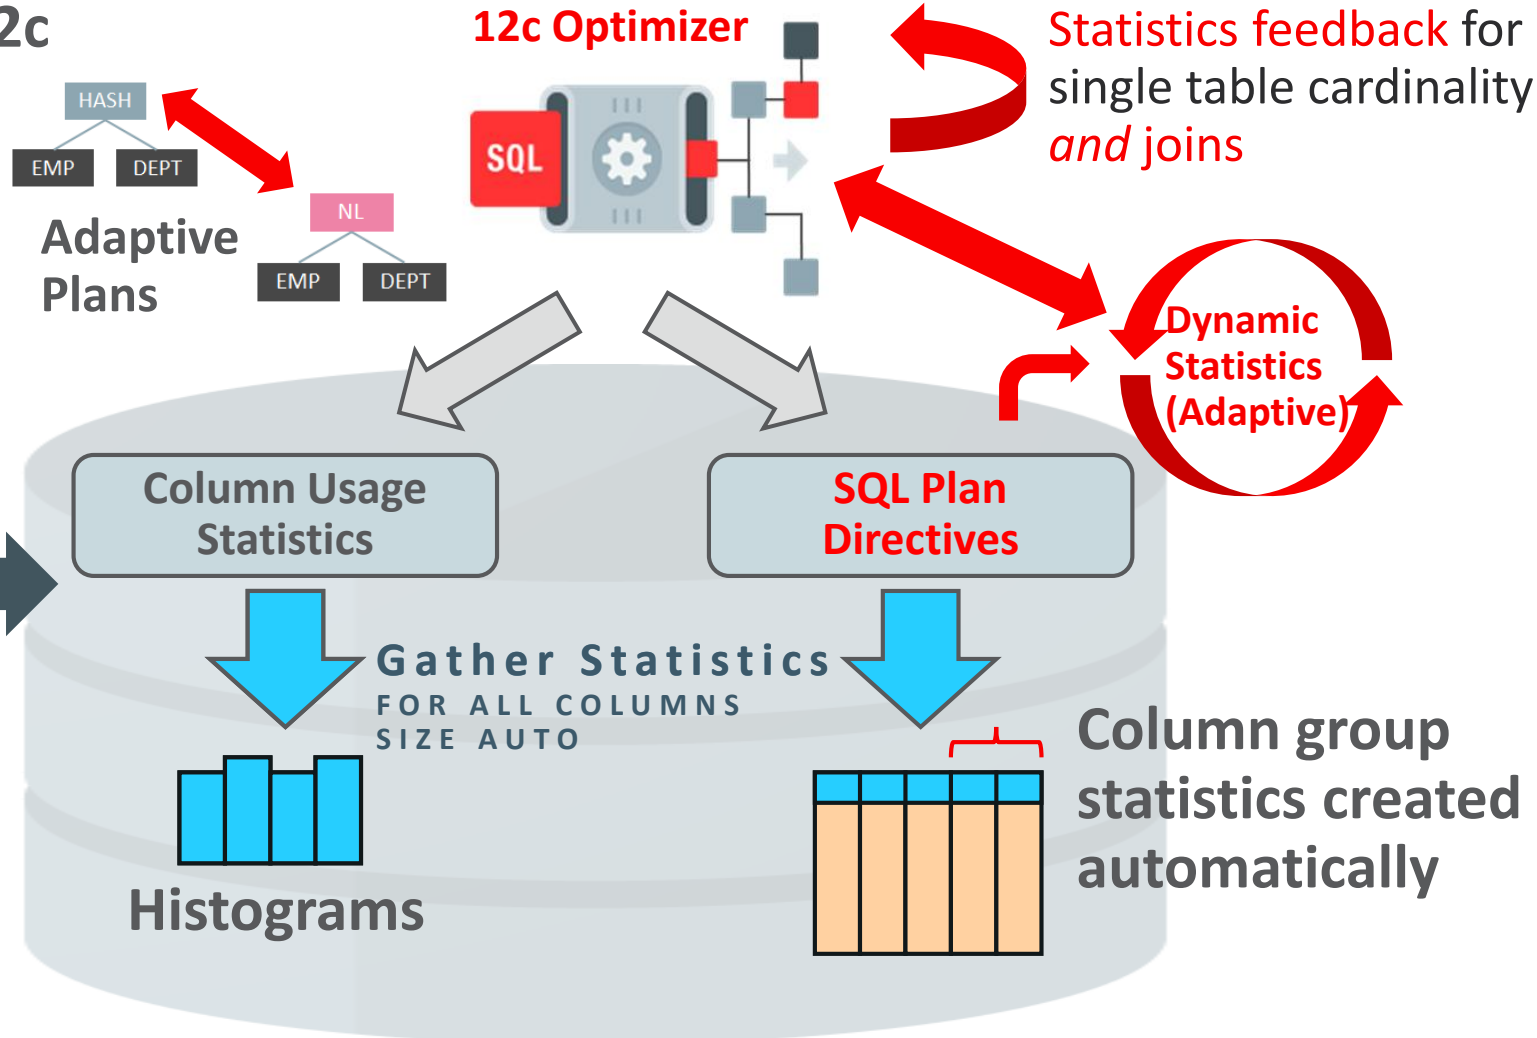 2c
12c Optimizer
Statistics feedback for
single table cardinality
and joins
HASH
EMP
DEPT
NL
EMP
DEPT
Adaptive
Plans
SQL
Dynamic
Statistics
(Adaptive)
Column Usage
Statistics
SQL Plan
Directives
Gather Statistics
FOR ALL COLUMNS
SIZE AUTO
Histograms
Column group
statistics created
automatically